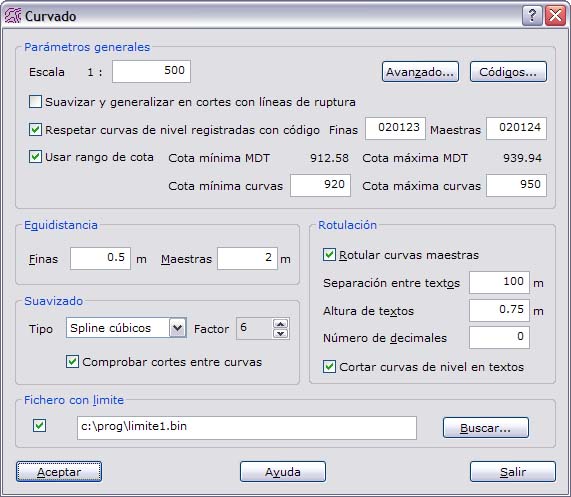 Curvado
Parámetros generales
Escala 1 : 500 Avanzado... Códigos...
Suavizar y generalizar en cortes con líneas de ruptura
Respetar curvas de nivel registradas con código Finas 020123 Maestras 020124
Usar rango de cota Cota mínima MDT 912.58 Cota máxima MDT 939.94
Cota mínima curvas 920 Cota máxima curvas 950
Equidistancia
Finas 0.5 m Maestras 2 m
Suavizado
Tipo Spline cúbicos Factor 6
Comprobar cortes entre curvas
Rotulación
Rotular curvas maestras
Separación entre textos 100 m
Altura de textos 0.75 m
Número de decimales 0
Cortar curvas de nivel en textos
Fichero con limite
c:\prog\limite1.bin Buscar...
Aceptar Ayuda Salir